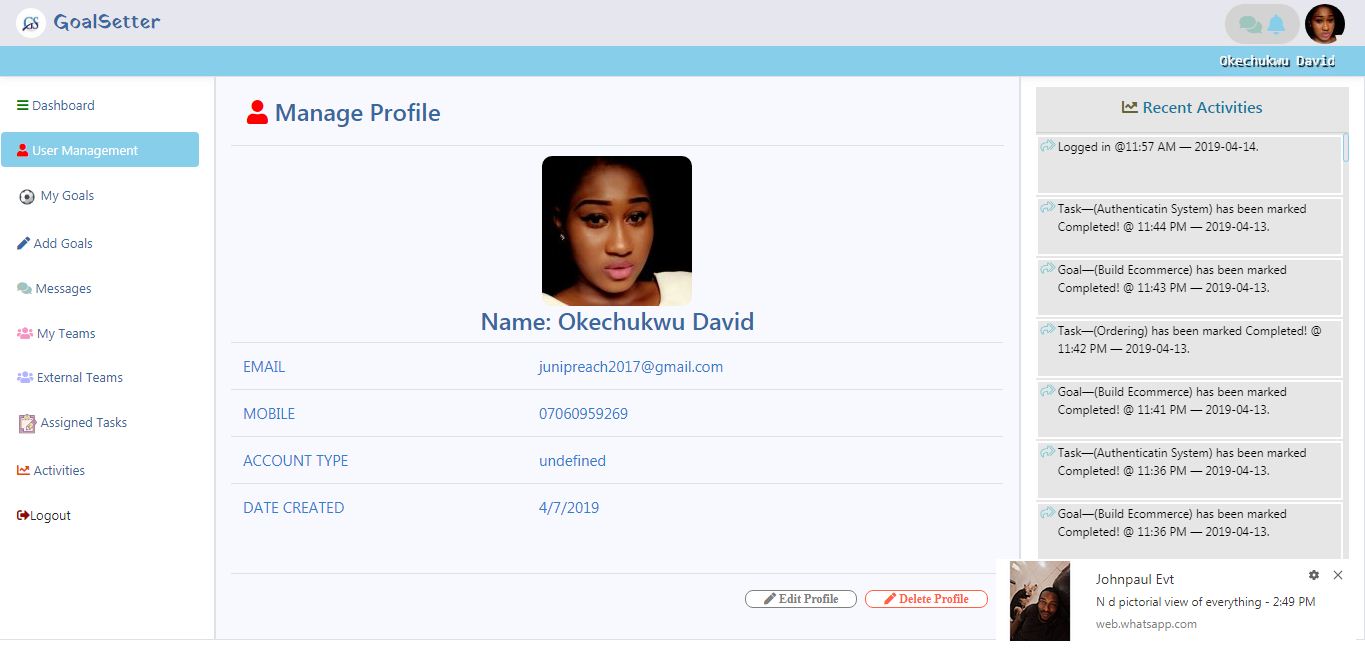 GS GoalSetter
Okechukwu David
Dashboard
User Management
My Goals
Add Goals
Messages
My Teams
External Teams
Assigned Tasks
Activities
Logout
Manage Profile
Name: Okechukwu David
EMAIL junipreach2017@gmail.com
MOBILE 07060959269
ACCOUNT TYPE undefined
DATE CREATED 4/7/2019
Edit Profile Delete Profile
Recent Activities
Logged in @11:57 AM — 2019-04-14.
Task—(Authenticatin System) has been marked
Completed! @ 11:44 PM — 2019-04-13.
Goal—(Build Ecommerce) has been marked
Completed! @ 11:43 PM — 2019-04-13.
Task—(Ordering) has been marked Completed! @
11:42 PM — 2019-04-13.
Goal—(Build Ecommerce) has been marked
Completed! @ 11:41 PM — 2019-04-13.
Task—(Authenticatin System) has been marked
Completed! @ 11:36 PM — 2019-04-13.
Goal—(Build Ecommerce) has been marked
Completed! @ 11:36 PM — 2019-04-13.
Johnpaul Evt
N d pictorial view of everything - 2:49 PM
web.whatsapp.com